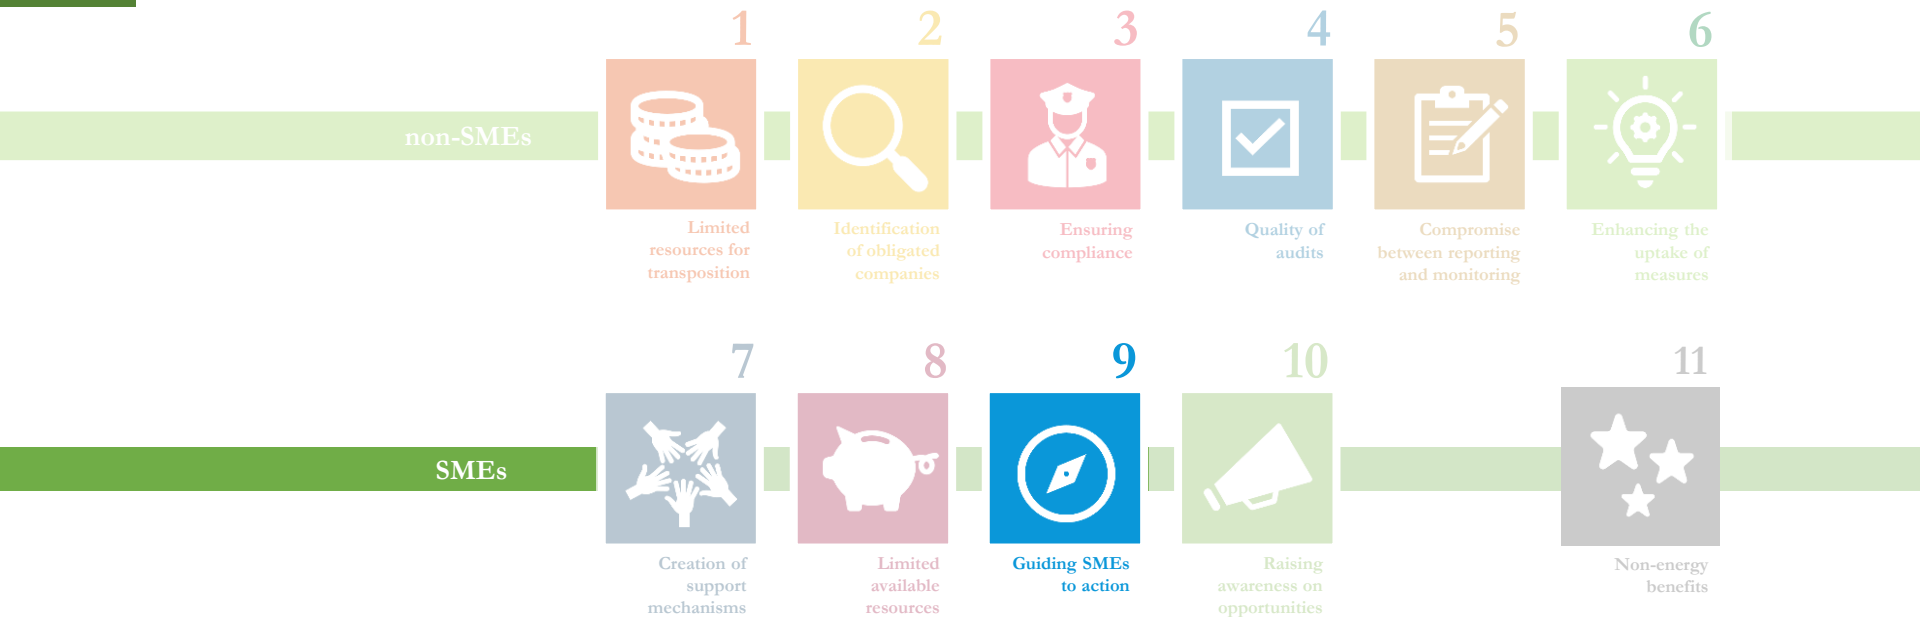 1
2
3
4
5
6
non-SMEs
Limited
resources for
transposition
Identification
of obligated
companies
Ensuring
compliance
Quality of
audits
Compromise
between reporting
and monitoring
Enhancing the
uptake of
measures
7
8
9
10
11
SMEs
Creation of
support
mechanisms
Limited
available
resources
Guiding SMEs
to action
Raising
awareness on
opportunities
Non-energy
benefits